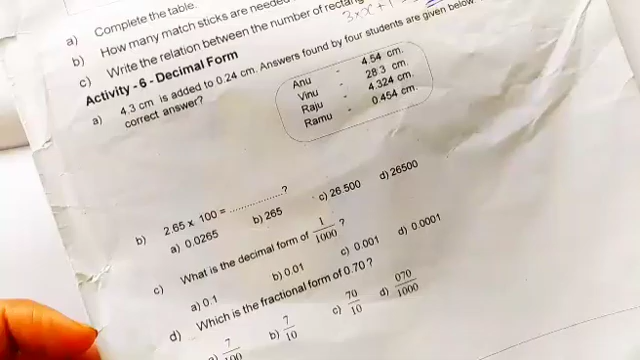 a) Complete the table.
b) How many match sticks are needed
c) Write the relation between the number of rectang
3x×1
Activity - 6 - Decimal Form
a) 4.3 cm is added to 0.24 cm. Answers found by four students are given below.
correct answer?
Anu - 4.54 cm.
Vinu - 28.3 cm.
Raju - 4.324 cm.
Ramu - 0.454 cm.
b) 2.65 x 100 = ..................?
a) 0.0265 b) 265 c) 26.500 d) 26500
c) What is the decimal form of 1/1000 ?
a) 0.1 b) 0.01 c) 0.001 d) 0.0001
d) Which is the fractional form of 0.70 ?
a) 7/100 b) 7/10 c) 70/10 d) 070/1000